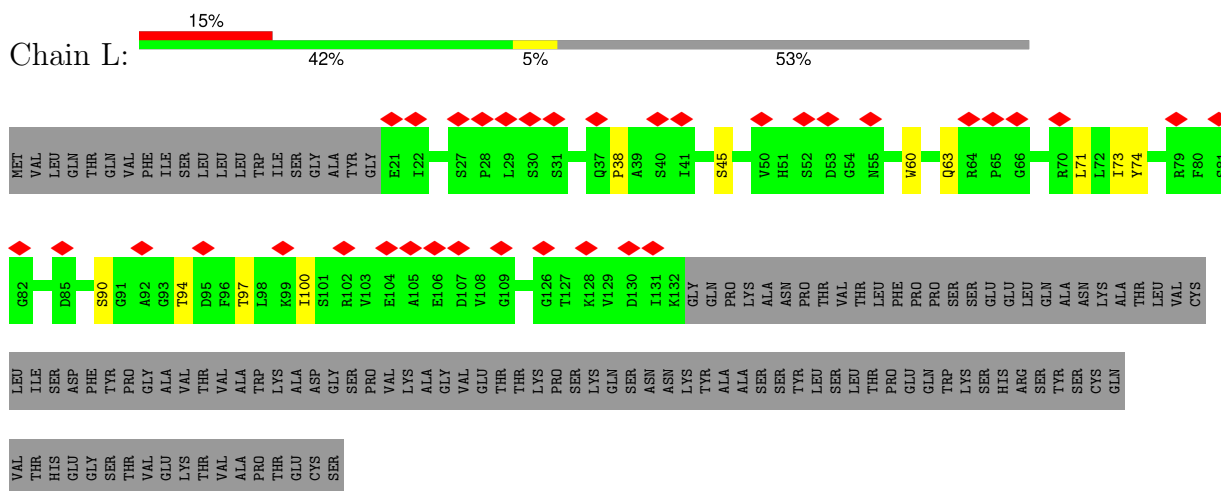 15%
Chain L:
42% 5% 53%
MET VAL LEU GLN THR GLN VAL PHE ILE SER LEU LEU LEU TRP ILE SER GLY ALA TYR GLY E21 I22 S27 P28 L29 S30 S31 Q37 P38 A39 S40 I41 S45 V50 H51 S52 D53 G54 N55 W60 Q63 R64 P65 G66 R70 L71 L72 I73 Y74 R79 F80
G82 D85 S90 G91 A92 G93 T94 D95 F96 T97 L98 K99 I100 S101 R102 V103 E104 A105 E106 D107 V108 G109 G126 T127 K128 V129 D130 I131 K132 GLY GLN PRO LYS ALA ASN PRO THR VAL THR LEU PHE PRO PRO SER SER GLU GLU LEU GLN ALA ASN LYS ALA THR LEU VAL CYS
LEU ILE SER ASP PHE TYR PRO GLY ALA VAL THR VAL ALA TRP LYS ALA ASP GLY SER PRO VAL LYS ALA GLY VAL GLU THR THR LYS PRO SER LYS GLN SER ASN ASN LYS TYR ALA ALA SER SER TYR LEU SER LEU THR PRO GLU GLN TRP LYS SER HIS ARG SER TYR SER CYS GLN
VAL THR HIS GLU GLY SER THR VAL GLU LYS THR VAL ALA PRO THR GLU CYS SER